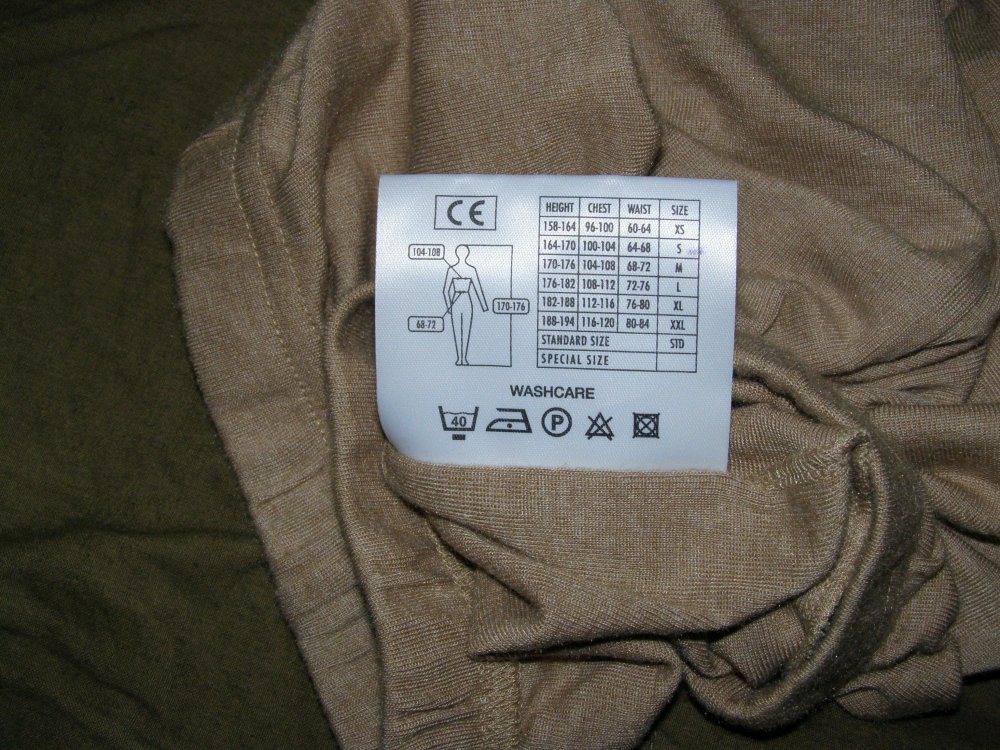 CE
104-108
170-176
68-72
HEIGHT CHEST WAIST SIZE
158-164 96-100 60-64 XS
164-170 100-104 64-68 S
170-176 104-108 68-72 M
176-182 108-112 72-76 L
182-188 112-116 76-80 XL
188-194 116-120 80-84 XXL
STANDARD SIZE STD
SPECIAL SIZE
WASHCARE
40 P